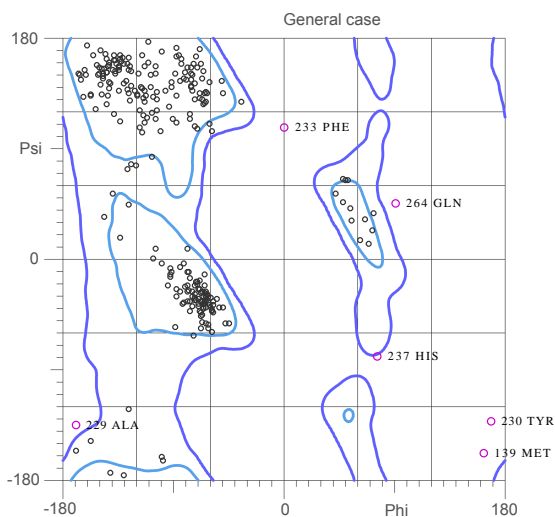 General case
180
Psi
0
-180
233 PHE
264 GLN
237 HIS
229 ALA
230 TYR
139 MET
-180
0
Phi
180